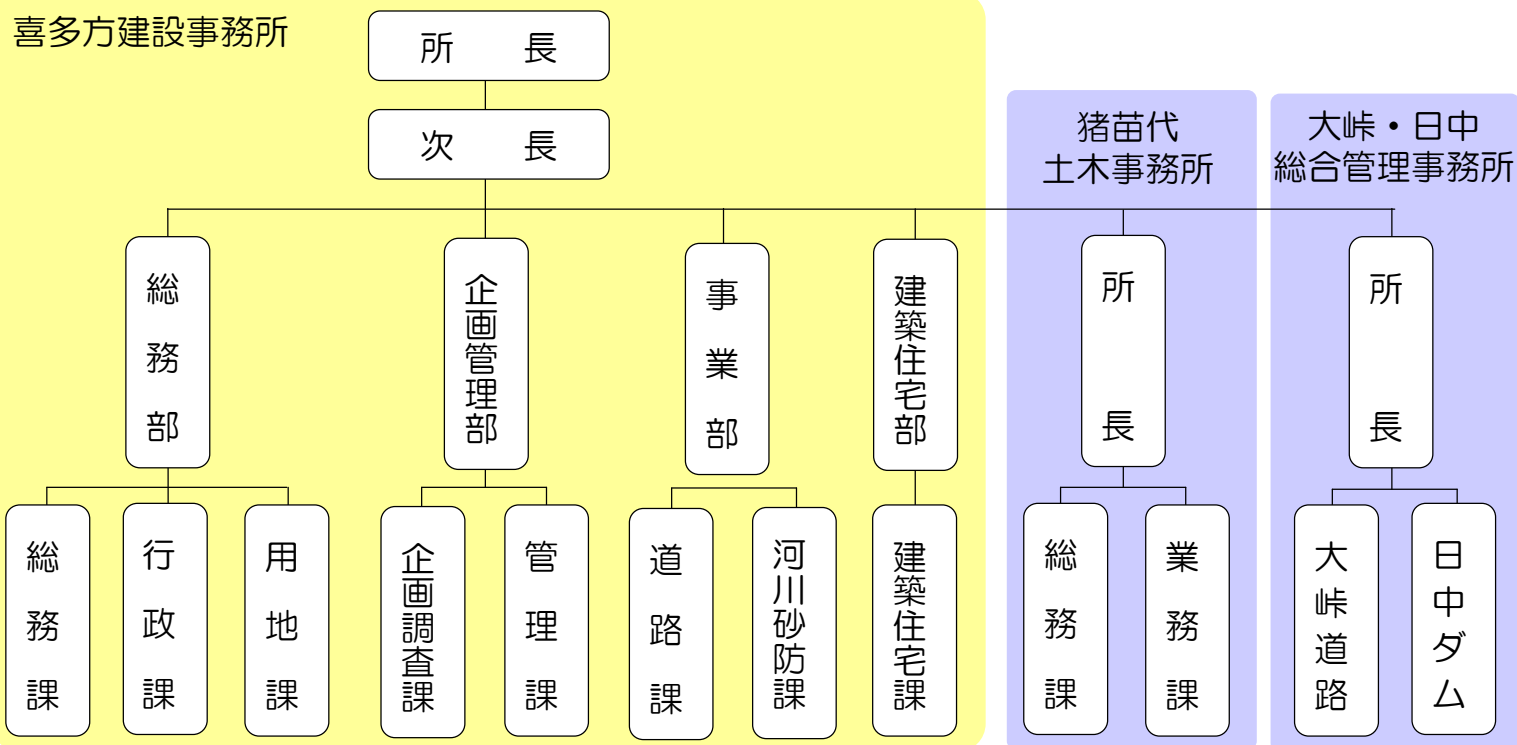 喜多方建設事務所
所長
次長
猪苗代
土木事務所
大峠・日中
総合管理事務所
総務部
企画管理部
事業部
建築住宅部
所長
所長
総務課
行政課
用地課
企画調査課
管理課
道路課
河川砂防課
建築住宅課
総務課
業務課
大峠道路
日中ダム